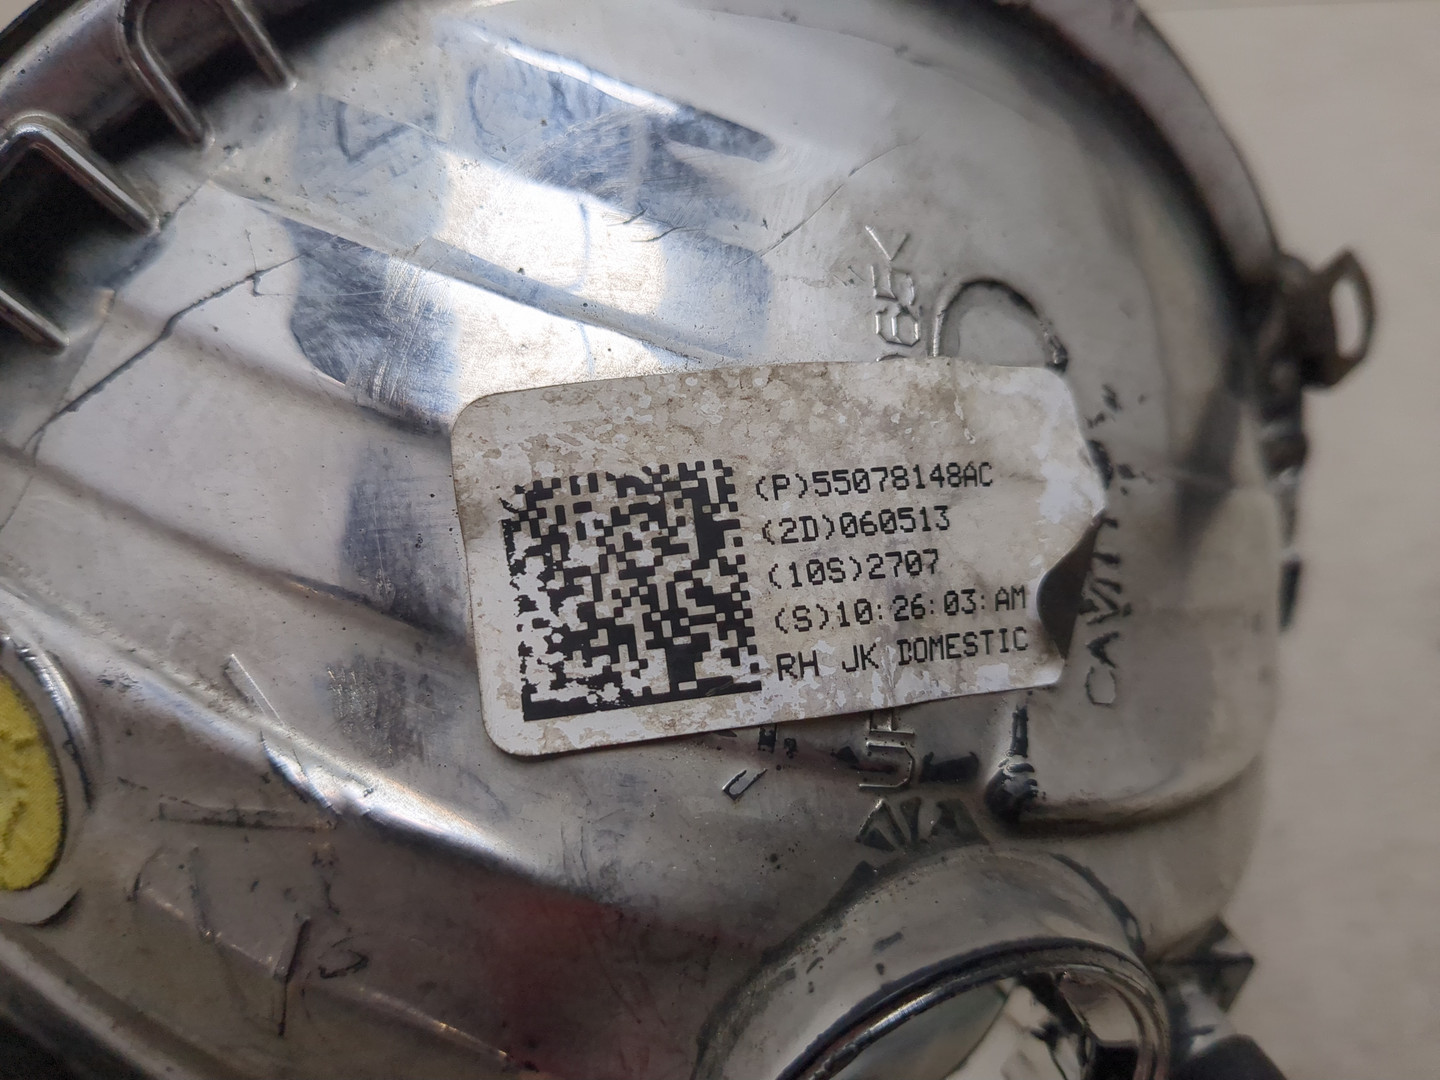 (P)55078148AC
(2D)060513
(10S)2707
(S)10:26:03:AM
RH JK DOMESTIC